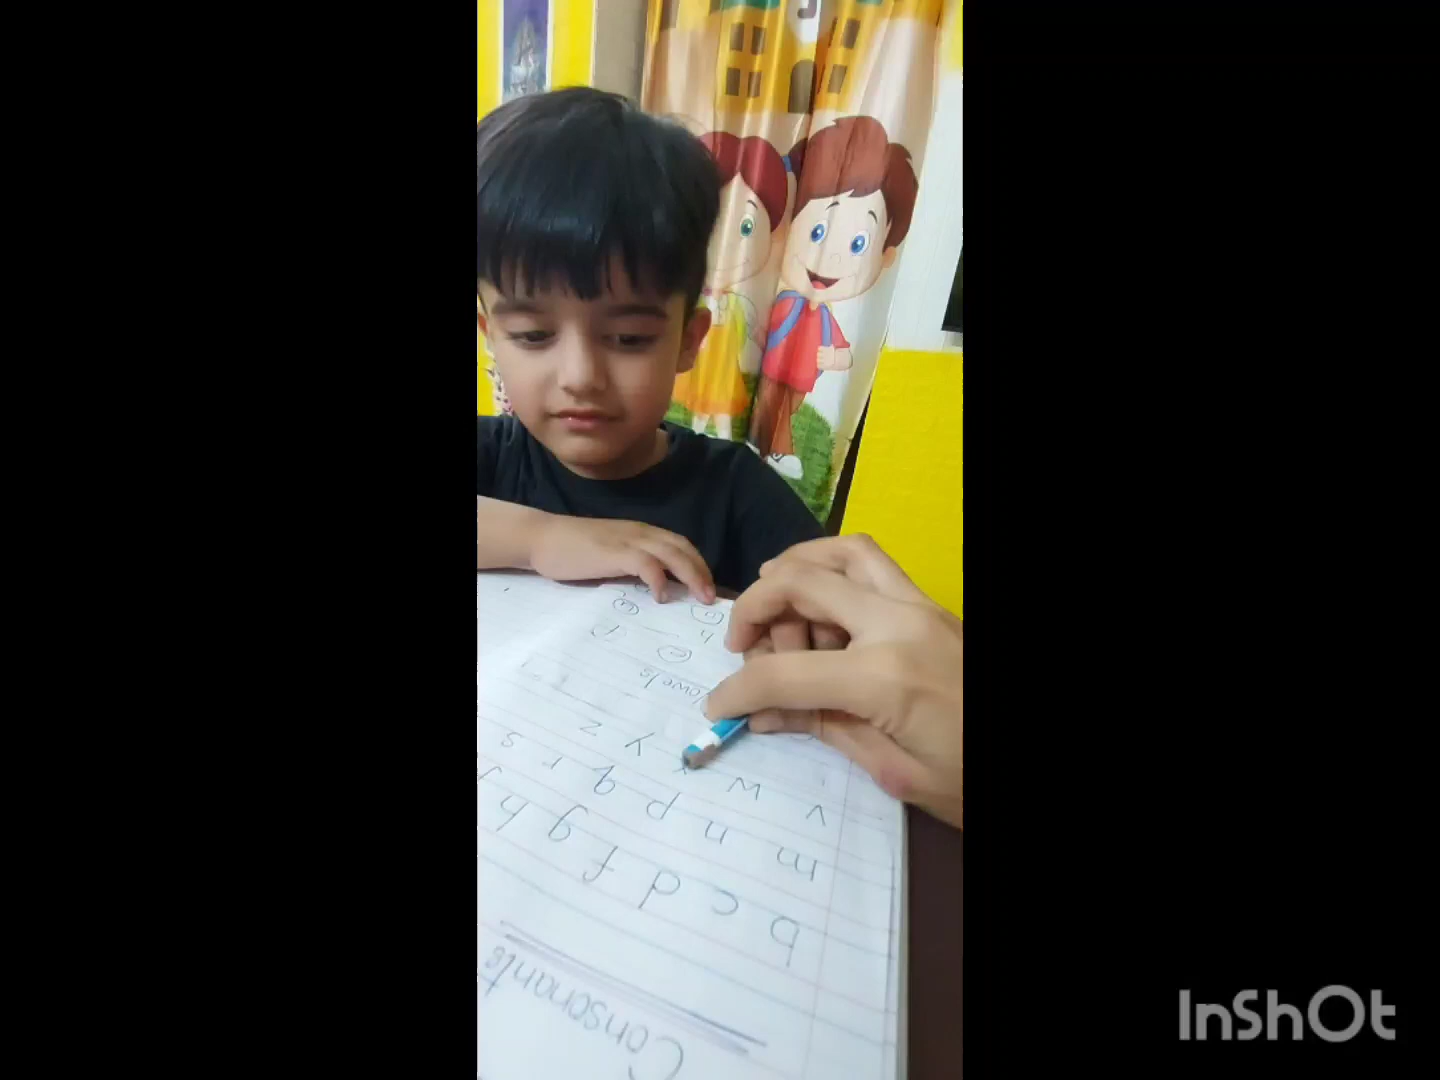 Consonants
b c d f g h j
m n p q r s
v w x y z
Vowels
e
h
o
u
InShOt